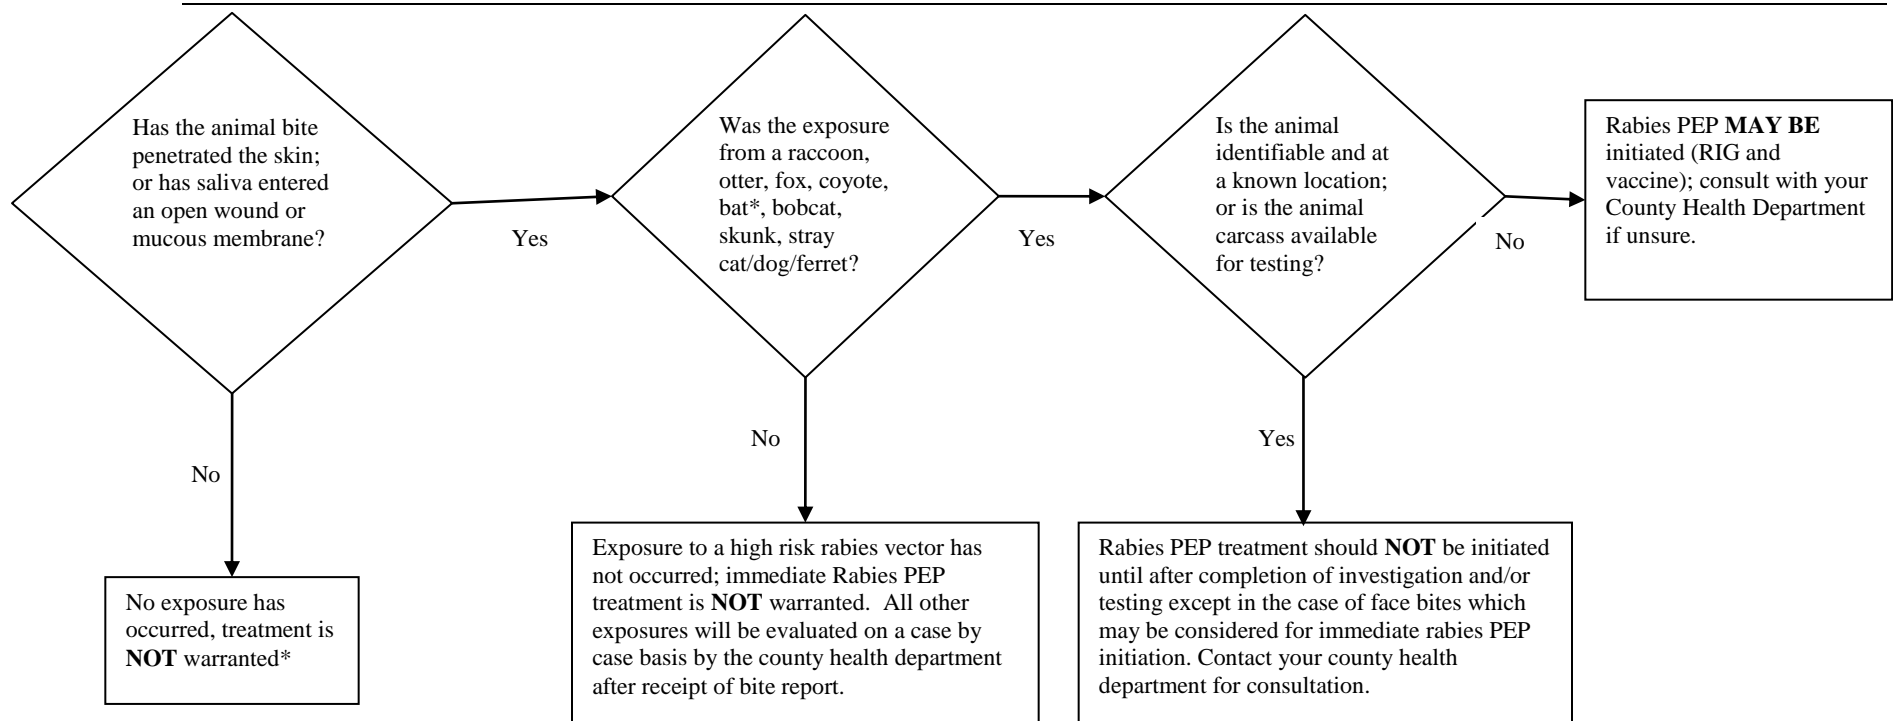 Has the animal bite
penetrated the skin;
or has saliva entered
an open wound or
mucous membrane?
Yes
No
No exposure has
occurred, treatment is
NOT warranted*
Was the exposure
from a raccoon,
otter, fox, coyote,
bat*, bobcat,
skunk, stray
cat/dog/ferret?
Yes
No
Exposure to a high risk rabies vector has
not occurred; immediate Rabies PEP
treatment is NOT warranted.  All other
exposures will be evaluated on a case by
case basis by the county health department
after receipt of bite report.
Is the animal
identifiable and at
a known location;
or is the animal
carcass available
for testing?
No
Yes
Rabies PEP treatment should NOT be initiated
until after completion of investigation and/or
testing except in the case of face bites which
may be considered for immediate rabies PEP
initiation. Contact your county health
department for consultation.
Rabies PEP MAY BE
initiated (RIG and
vaccine); consult with your
County Health Department
if unsure.